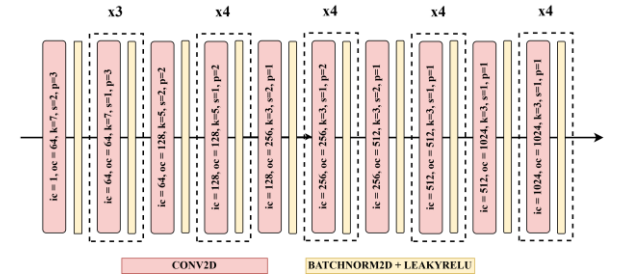 x3
x4
x4
x4
x4
ic = 1, oc = 64, k=7, s=2, p=3
ic = 64, oc = 64, k=7, s=1, p=3
ic = 64, oc = 128, k=5, s=2, p=2
ic = 128, oc = 128, k=5, s=1, p=2
ic = 128, oc = 256, k=3, s=2, p=1
ic = 256, oc = 256, k=3, s=1, p=2
ic = 256, oc = 512, k=3, s=2, p=1
ic = 512, oc = 512, k=3, s=1, p=1
ic = 512, oc = 1024, k=3, s=1, p=1
ic = 1024, oc = 1024, k=3, s=1, p=1
CONV2D
BATCHNORM2D + LEAKYRELU